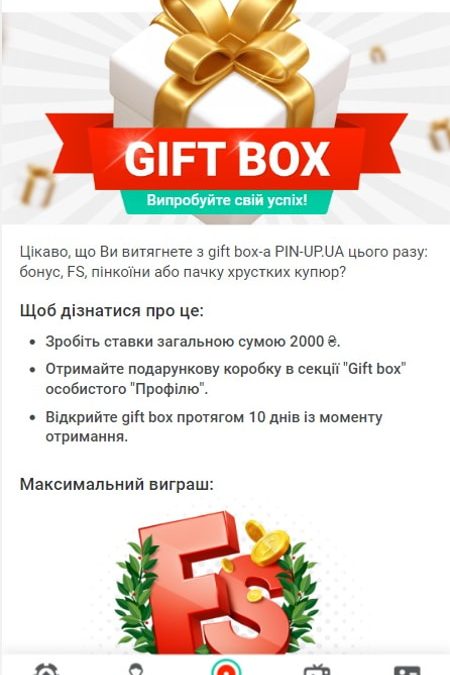 GIFT BOX
Випробуйте свій успіх!
Цікаво, що Ви витягнете з gift box-а PIN-UP.UA цього разу:
бонус, FS, пінкоїни або пачку хрустких купюр?
Щоб дізнатися про це:
• Зробіть ставки загальною сумою 2000 ₴.
• Отримайте подарункову коробку в секції "Gift box"
особистого "Профілю".
• Відкрийте gift box протягом 10 днів із моменту
отримання.
Максимальний виграш:
Fs